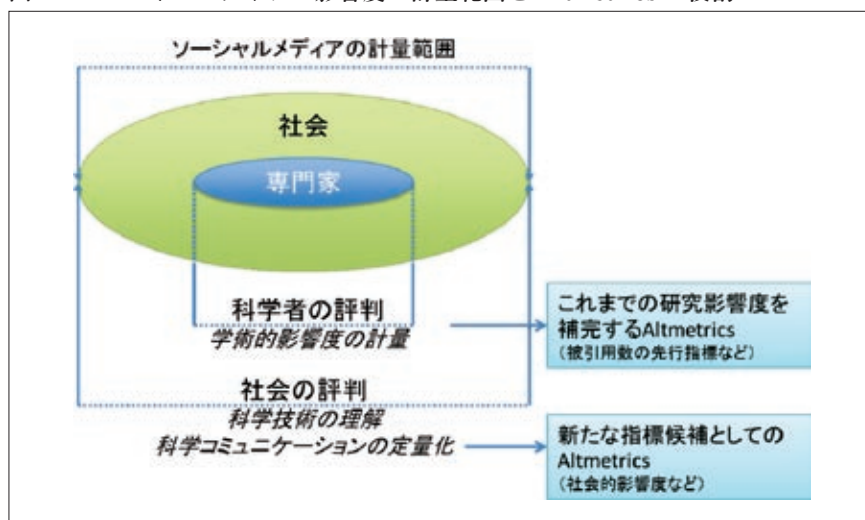 ソーシャルメディアの計量範囲
社会
専門家
科学者の評判
学術的影響度の計量
社会の評判
科学技術の理解
科学コミュニケーションの定量化
これまでの研究影響度を
補完するAltmetrics
(被引用数の先行指標など)
新たな指標候補としての
Altmetrics
(社会的影響度など)